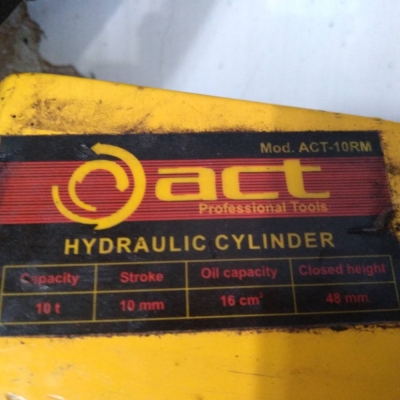 Mod. ACT-10RM
act
Professional Tools
HYDRAULIC CYLINDER
Capacity Stroke Oil capacity Closed height
10 t 10 mm 16 cm³ 48 mm